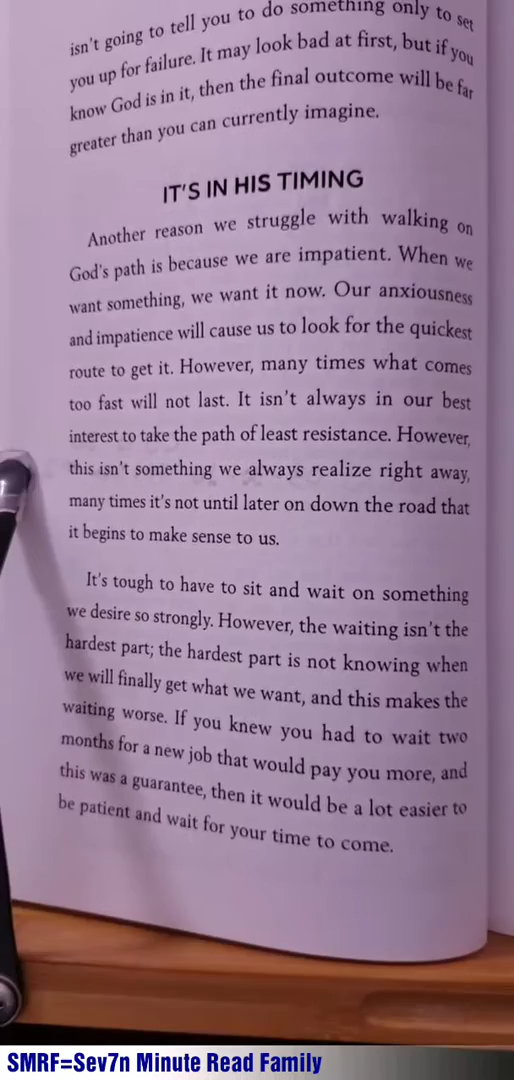 isn't going to tell you to do something only to set
you up for failure. It may look bad at first, but if you
know God is in it, then the final outcome will be far
greater than you can currently imagine.
IT'S IN HIS TIMING
Another reason we struggle with walking on
God's path is because we are impatient. When we
want something, we want it now. Our anxiousness
and impatience will cause us to look for the quickest
route to get it. However, many times what comes
too fast will not last. It isn't always in our best
interest to take the path of least resistance. However,
this isn't something we always realize right away,
many times it's not until later on down the road that
it begins to make sense to us.
It's tough to have to sit and wait on something
we desire so strongly. However, the waiting isn't the
hardest part; the hardest part is not knowing when
we will finally get what we want, and this makes the
waiting worse. If you knew you had to wait two
months for a new job that would pay you more, and
this was a guarantee, then it would be a lot easier to
be patient and wait for your time to come.
SMRF=Sev7n Minute Read Family